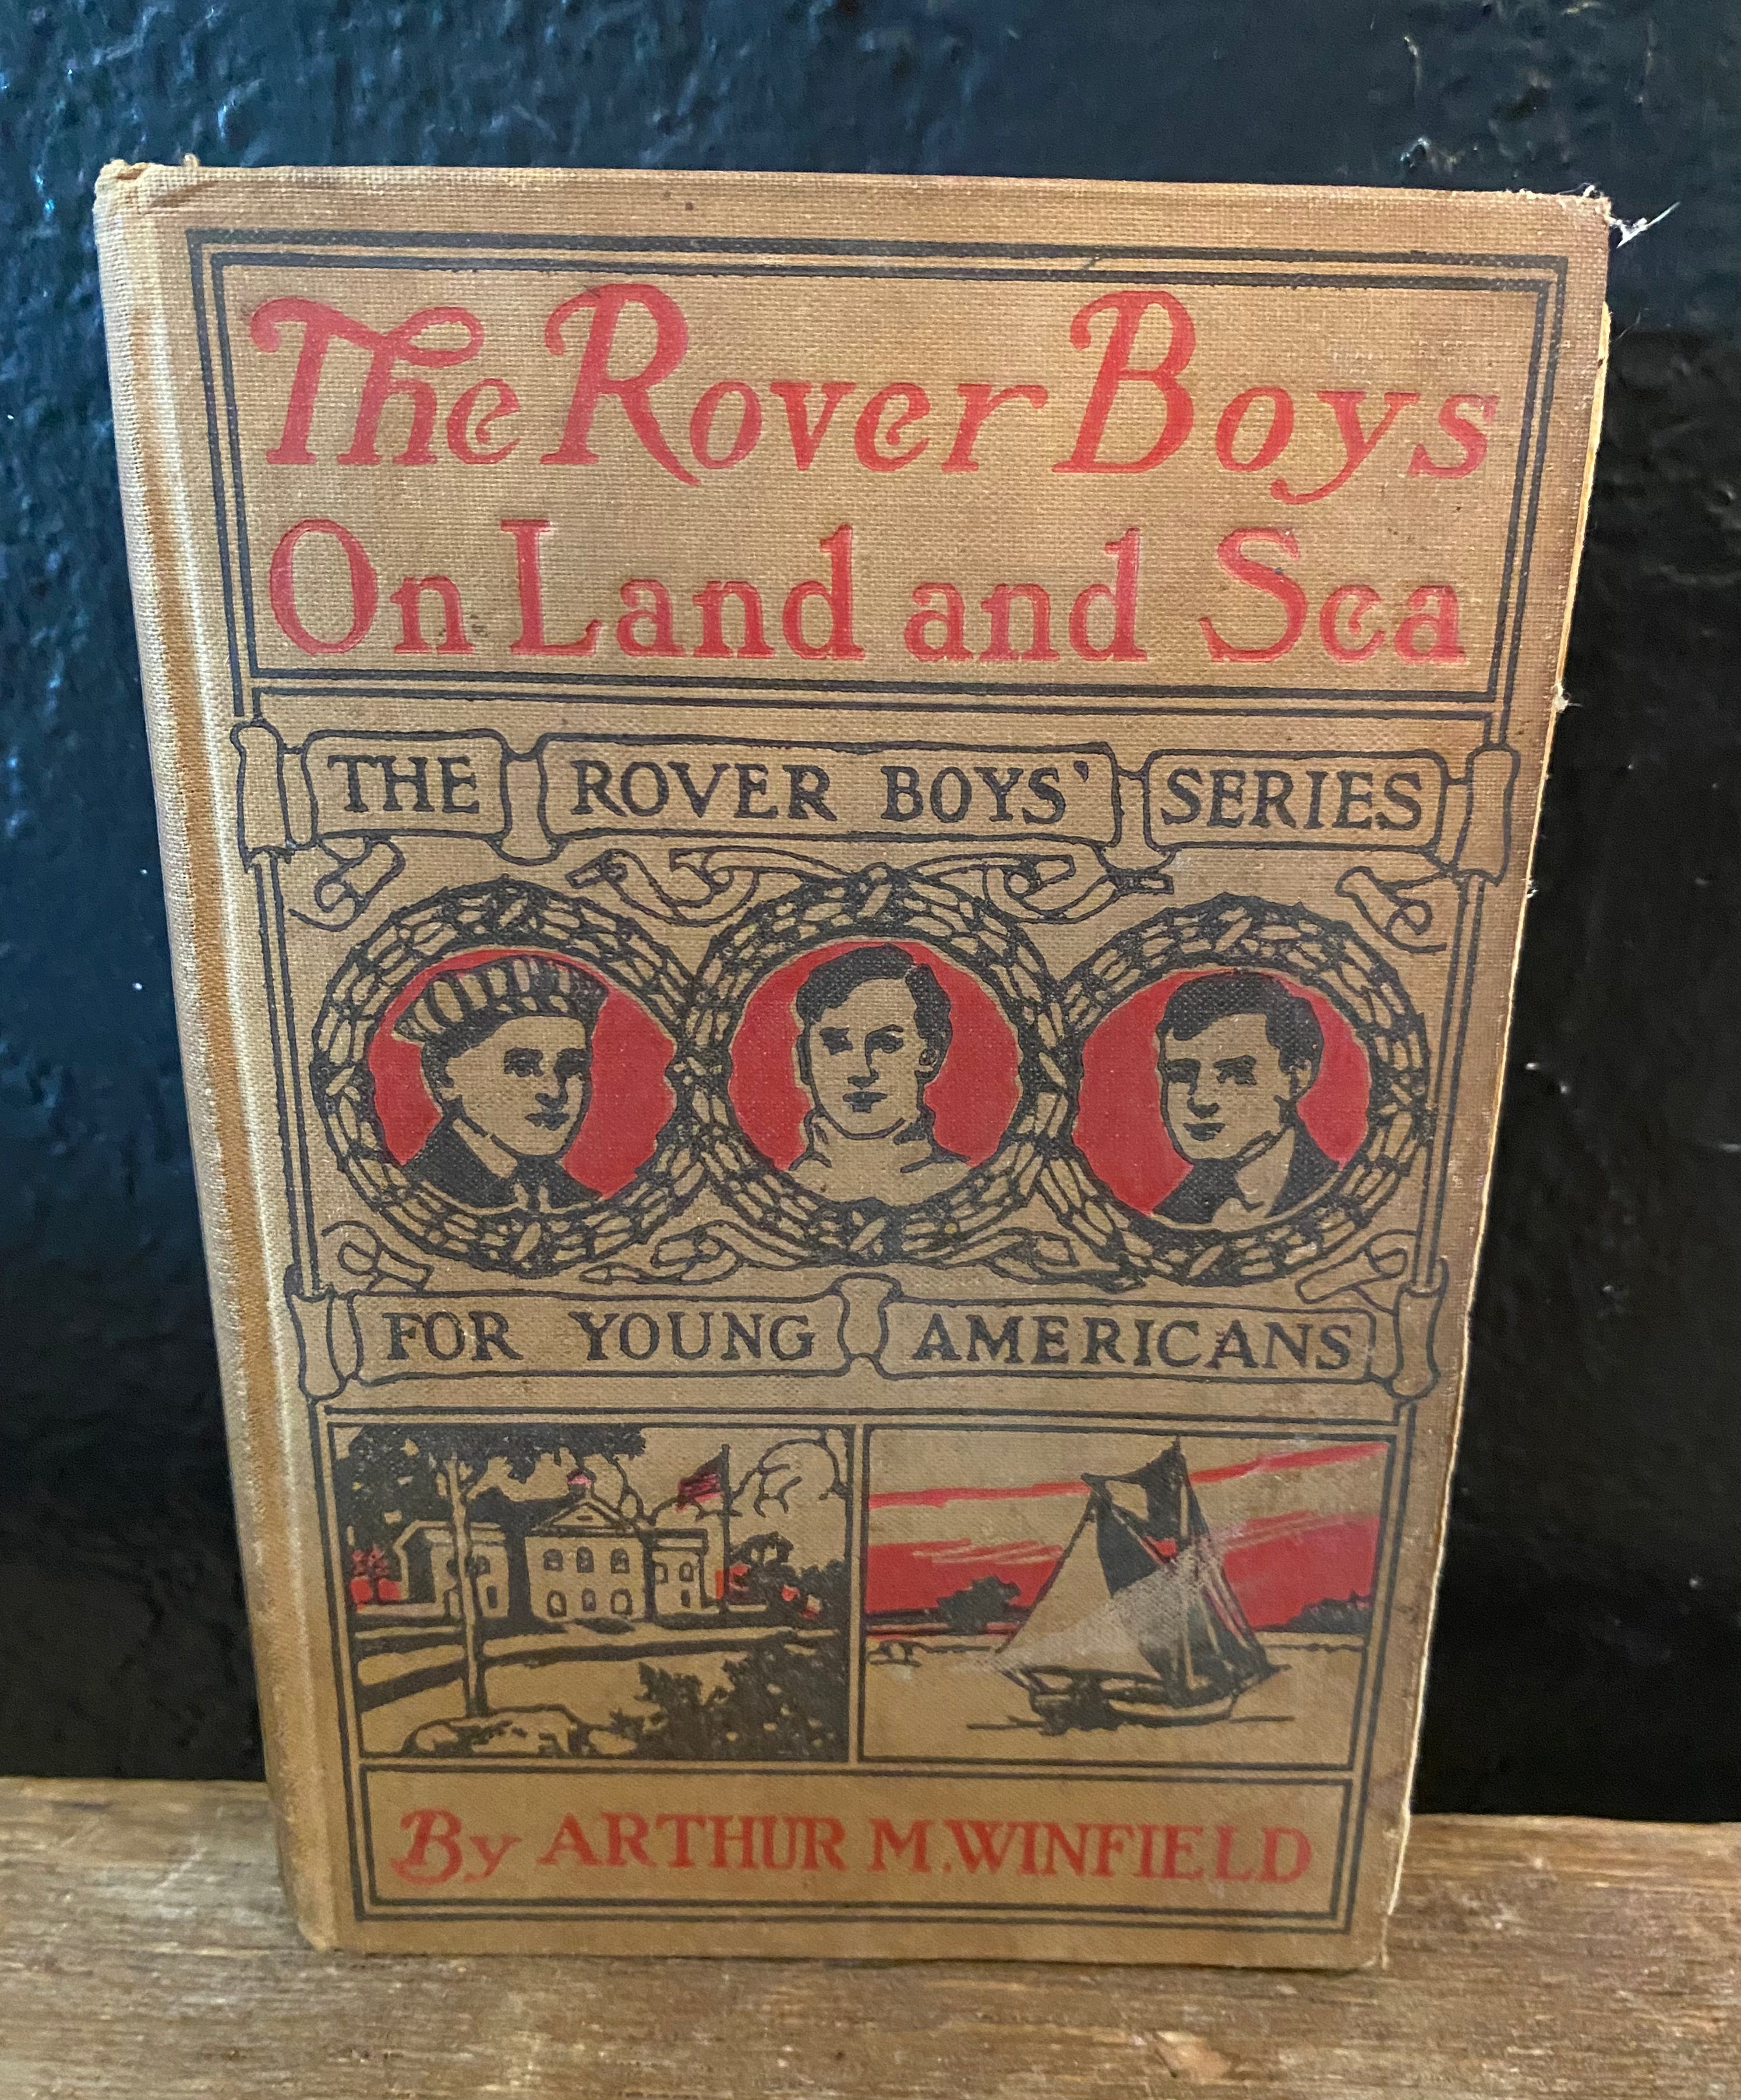 The Rover Boys
On Land and Sea
THE ROVER BOYS' SERIES
FOR YOUNG AMERICANS
By ARTHUR M. WINFIELD